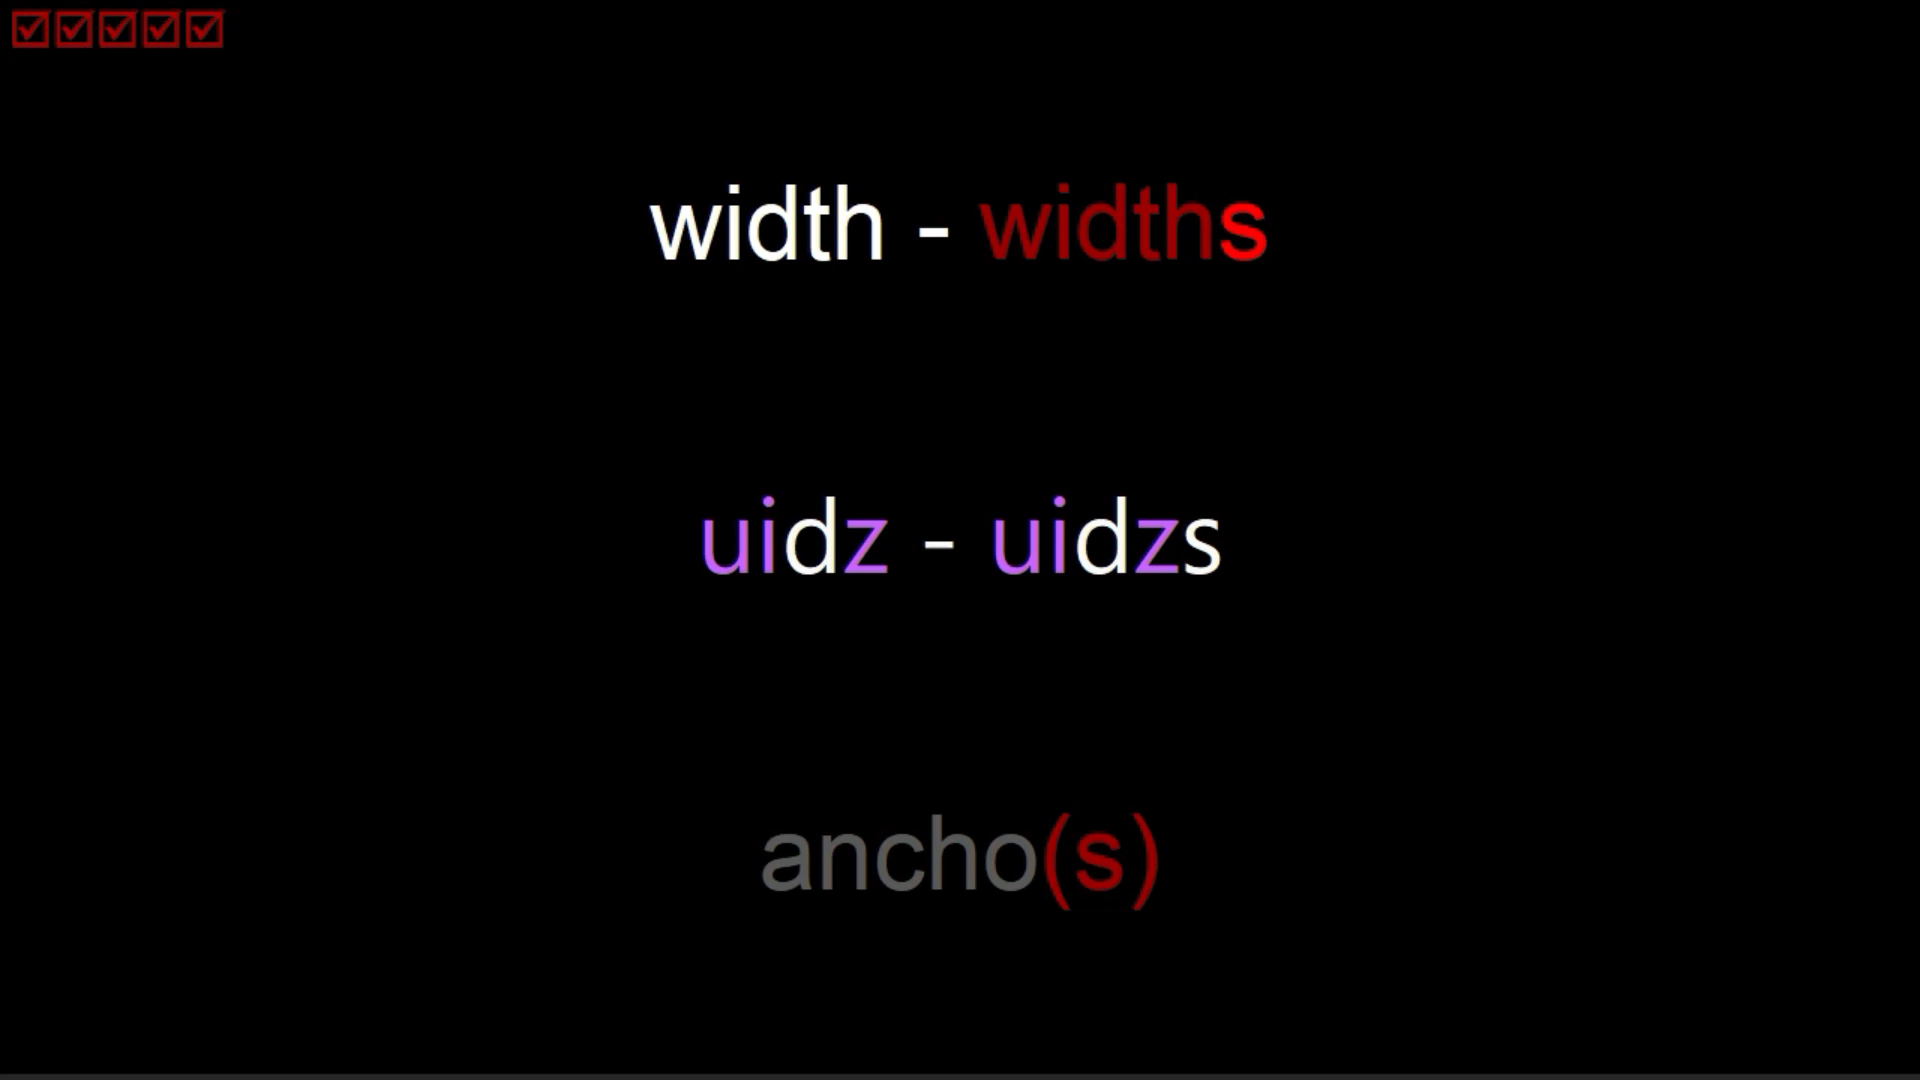 ☑☑☑☑☑
width - widths
uidz - uidzs
ancho(s)